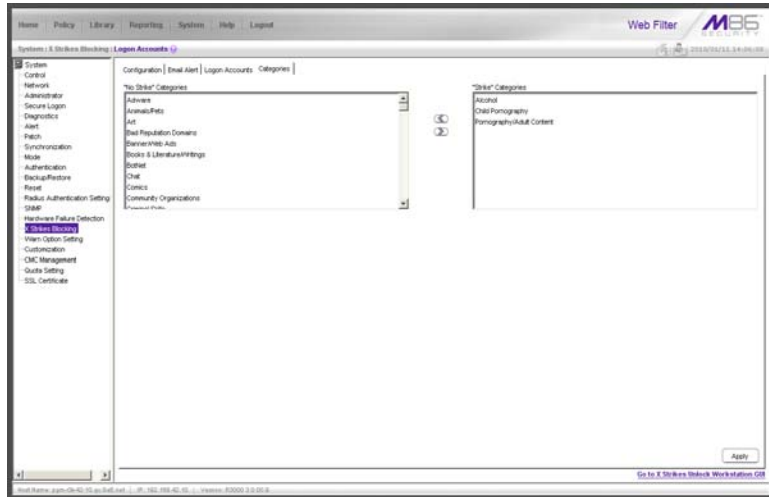 Home Policy Library Reporting System Help Logout
Web Filter
M86
SECURITY
System : X Strikes Blocking : Logon Accounts
System
Control
Network
Administrator
Secure Logon
Diagnostics
Alert
Patch
Synchronization
Mode
Authentication
Backup/Restore
Reset
Radius Authentication Setting
SNMP
Hardware Failure Detection
X Strikes Blocking
Warn Option Setting
Customization
CMC Management
Quota Setting
SSL Certificate
Configuration Email Alert Logon Accounts Categories
"No Strike" Categories
Adware
Animals/Pets
Art
Bad Reputation Domains
Banner/Web Ads
Books & Literature/Writings
BotNet
Chat
Comics
Community Organizations
"Strike" Categories
Alcohol
Child Pornography
Pornography/Adult Content
Apply
Go to X Strikes Unlock Workstation GUI